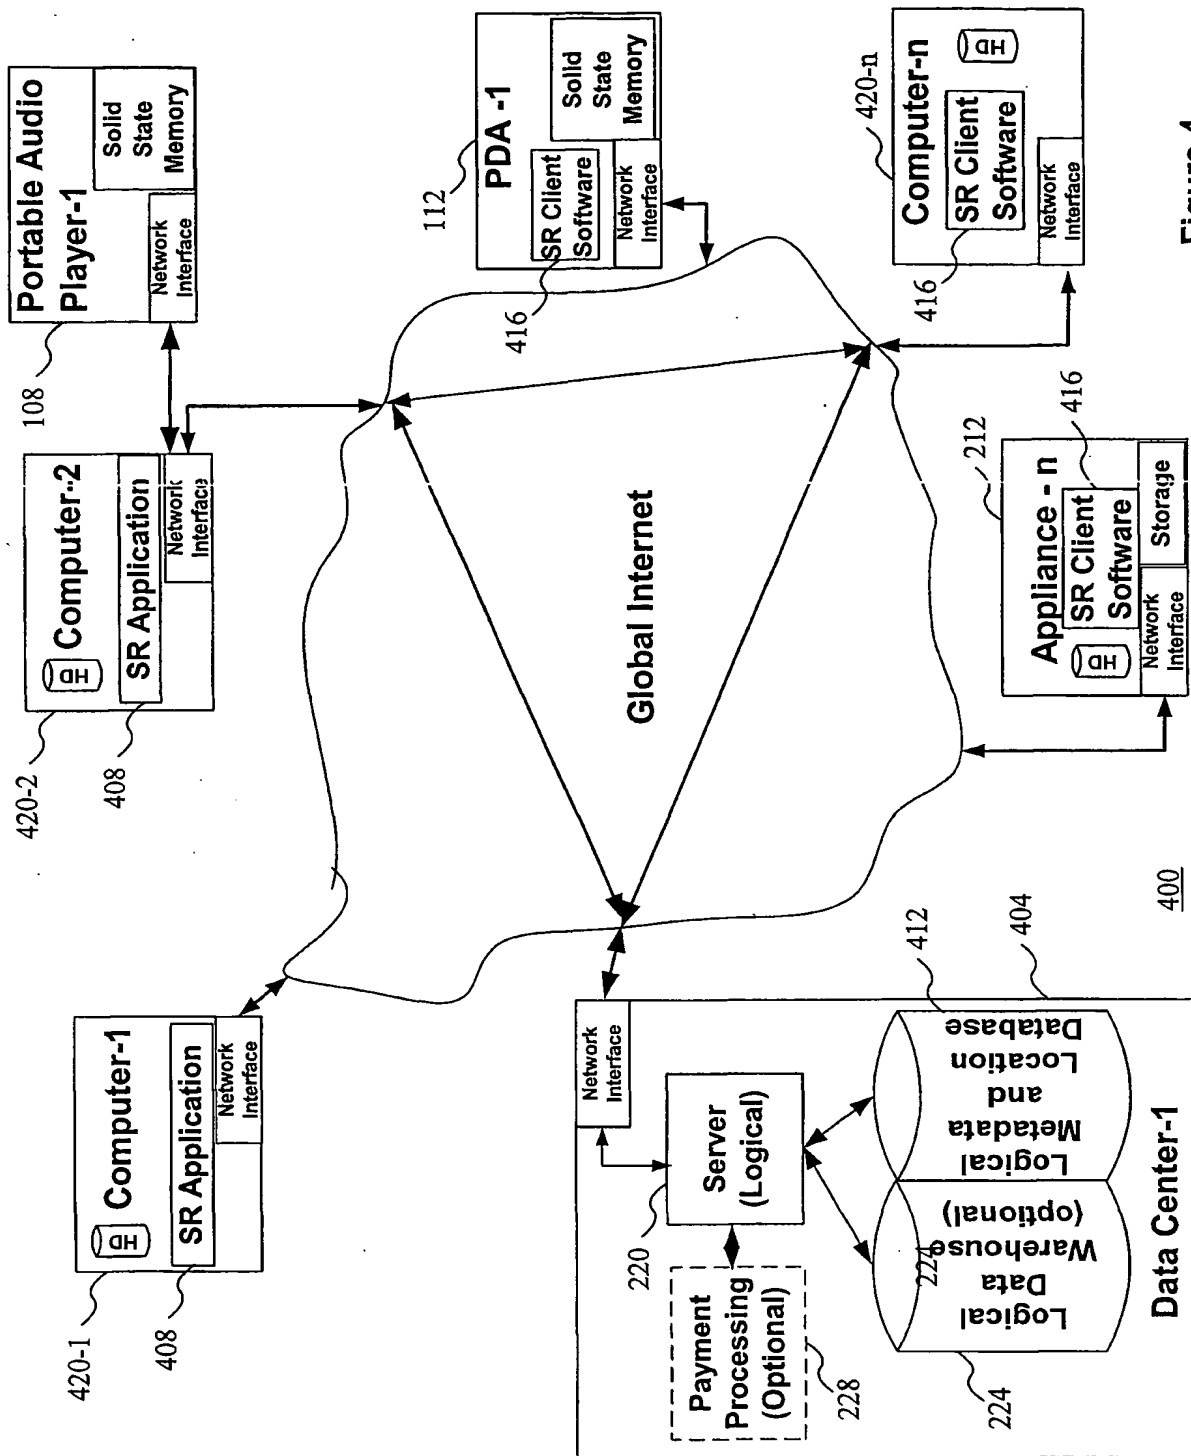 420-1
HD
Computer-1
SR Application
408
Network
Interface
420-2
HD
Computer-2
SR Application
408
Network
Interface
108
Portable Audio
Player-1
Solid
State
Memory
Network
Interface
112
PDA -1
SR Client
Software
416
Solid
State
Memory
Network
Interface
420-n
Computer-n
HD
SR Client
Software
416
Network
Interface
Global Internet
212
Appliance - n
HD
SR Client
Software
416
Network
Interface
Storage
Network
Interface
220
Server
(Logical)
Payment
Processing
(Optional)
228
224
Logical
Data
Warehouse
(optional)
224
Logical
Metadata
and
Location
Database
412
404
Data Center-1
400